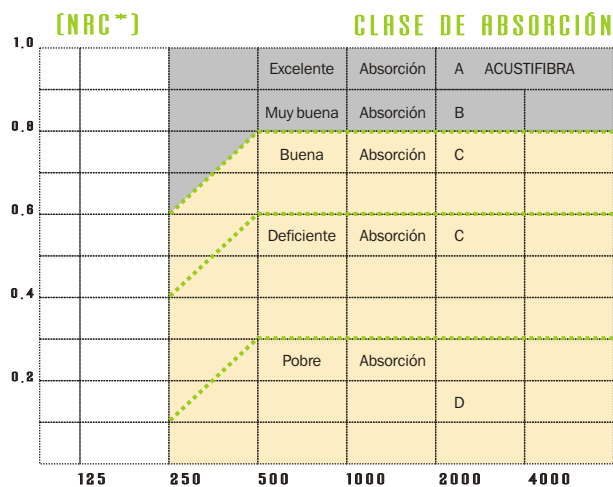 (NRC*) CLASE DE ABSORCIÓN
1.0
Excelente Absorción A ACUSTIFIBRA
Muy buena Absorción B
0.8
Buena Absorción C
0.6
Deficiente Absorción C
0.4
Pobre Absorción
0.2
D
125 250 500 1000 2000 4000